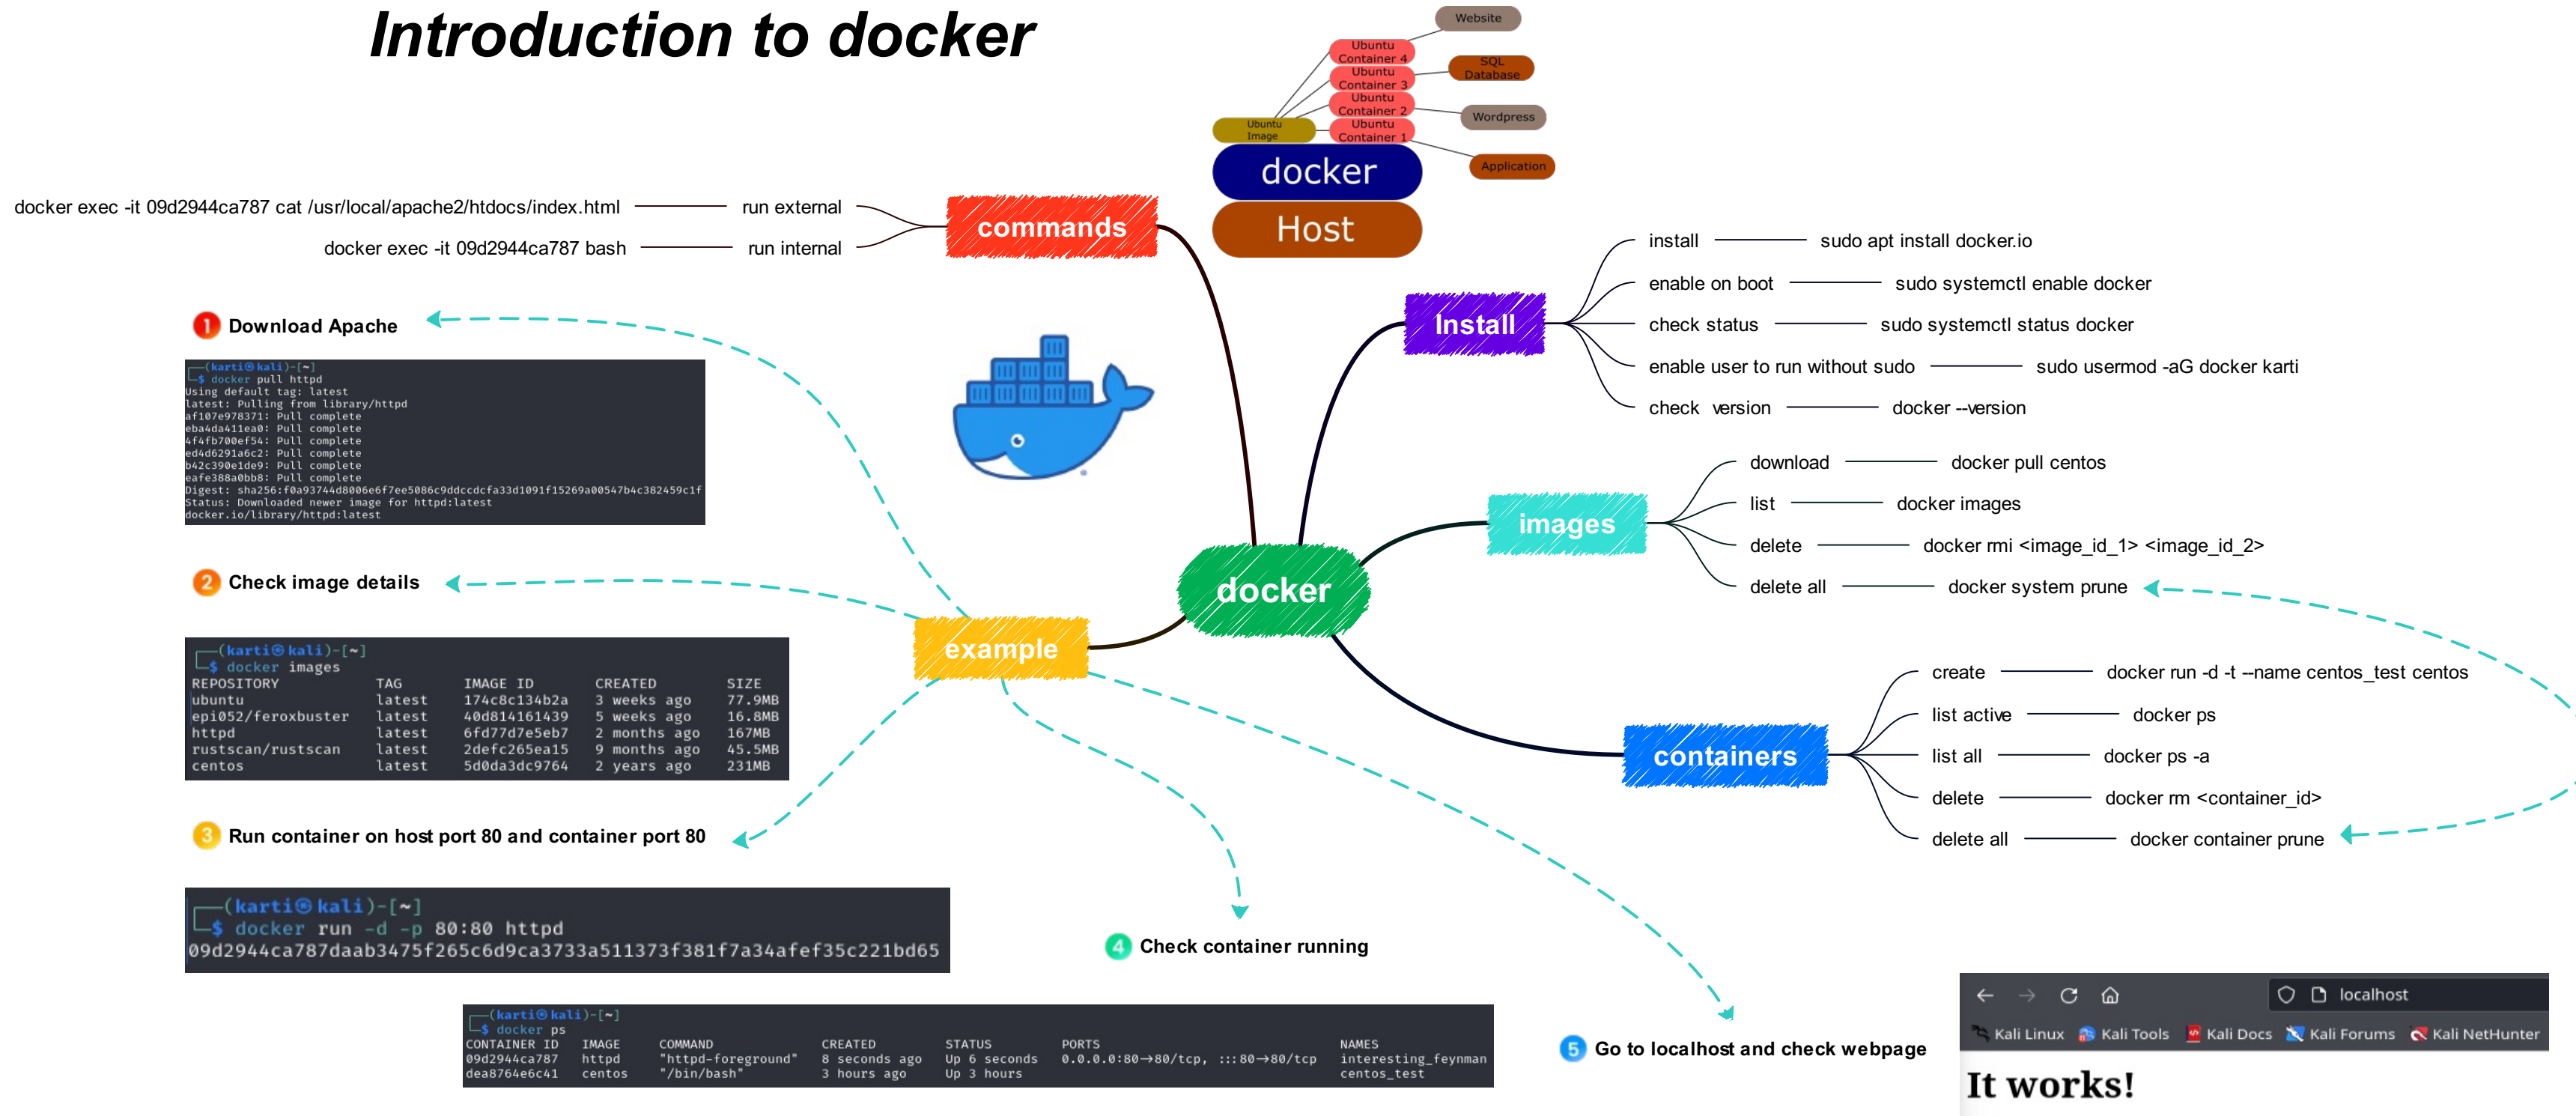 Introduction to docker
Website
Ubuntu
Container 4
Ubuntu
Container 3
SQL
Database
Ubuntu
Container 2
Wordpress
Ubuntu
Image
Ubuntu
Container 1
Application
docker
Host
commands
run external
docker exec -it 09d2944ca787 cat /usr/local/apache2/htdocs/index.html
run internal
docker exec -it 09d2944ca787 bash
Install
install
sudo apt install docker.io
enable on boot
sudo systemctl enable docker
check status
sudo systemctl status docker
enable user to run without sudo
sudo usermod -aG docker karti
check version
docker --version
images
download
docker pull centos
list
docker images
delete
docker rmi <image_id_1> <image_id_2>
delete all
docker system prune
docker
containers
create
docker run -d -t --name centos_test centos
list active
docker ps
list all
docker ps -a
delete
docker rm <container_id>
delete all
docker container prune
example
1 Download Apache
(karti㉿kali)-[~]
$ docker pull httpd
Using default tag: latest
latest: Pulling from library/httpd
af107e978371: Pull complete
eba4da411ea0: Pull complete
4f4fb700ef54: Pull complete
ed4d6291a6c2: Pull complete
b42c390e1de9: Pull complete
eafe388a0bb8: Pull complete
Digest: sha256:f0a93744d8006e6f7ee5086c9ddccdcfa33d1091f15269a00547b4c382459c1f
Status: Downloaded newer image for httpd:latest
docker.io/library/httpd:latest
2 Check image details
(karti㉿kali)-[~]
$ docker images
REPOSITORY TAG IMAGE ID CREATED SIZE
ubuntu latest 174c8c134b2a 3 weeks ago 77.9MB
epi052/feroxbuster latest 40d814161439 5 weeks ago 16.8MB
httpd latest 6fd77d7e5eb7 2 months ago 167MB
rustscan/rustscan latest 2defc265ea15 9 months ago 45.5MB
centos latest 5d0da3dc9764 2 years ago 231MB
3 Run container on host port 80 and container port 80
(karti㉿kali)-[~]
$ docker run -d -p 80:80 httpd
09d2944ca787daab3475f265c6d9ca3733a511373f381f7a34afef35c221bd65
4 Check container running
(karti㉿kali)-[~]
$ docker ps
CONTAINER ID IMAGE COMMAND CREATED STATUS PORTS NAMES
09d2944ca787 httpd "httpd-foreground" 8 seconds ago Up 6 seconds 0.0.0.0:80→80/tcp, :::80→80/tcp interesting_feynman
dea8764e6c41 centos "/bin/bash" 3 hours ago Up 3 hours centos_test
5 Go to localhost and check webpage
localhost
Kali Linux Kali Tools Kali Docs Kali Forums Kali NetHunter
It works!